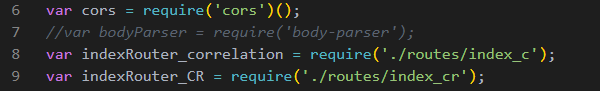 6 var cors = require('cors')();
7 //var bodyParser = require('body-parser');
8 var indexRouter_correlation = require('./routes/index_c');
9 var indexRouter_CR = require('./routes/index_cr');